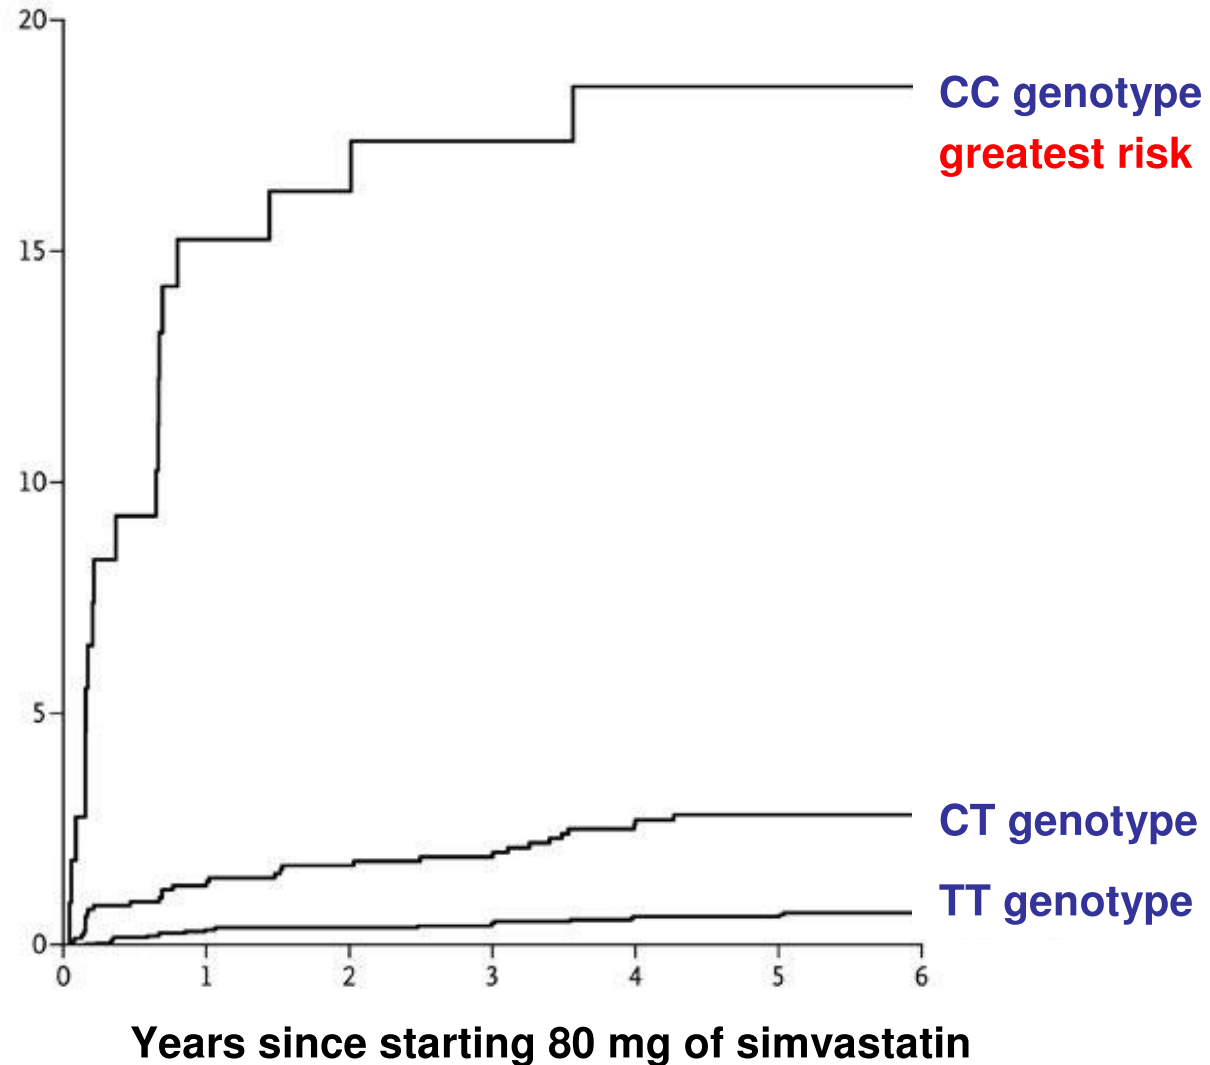 20
CC genotype
greatest risk
15
10
5
CT genotype
TT genotype
0
0 1 2 3 4 5 6
Years since starting 80 mg of simvastatin